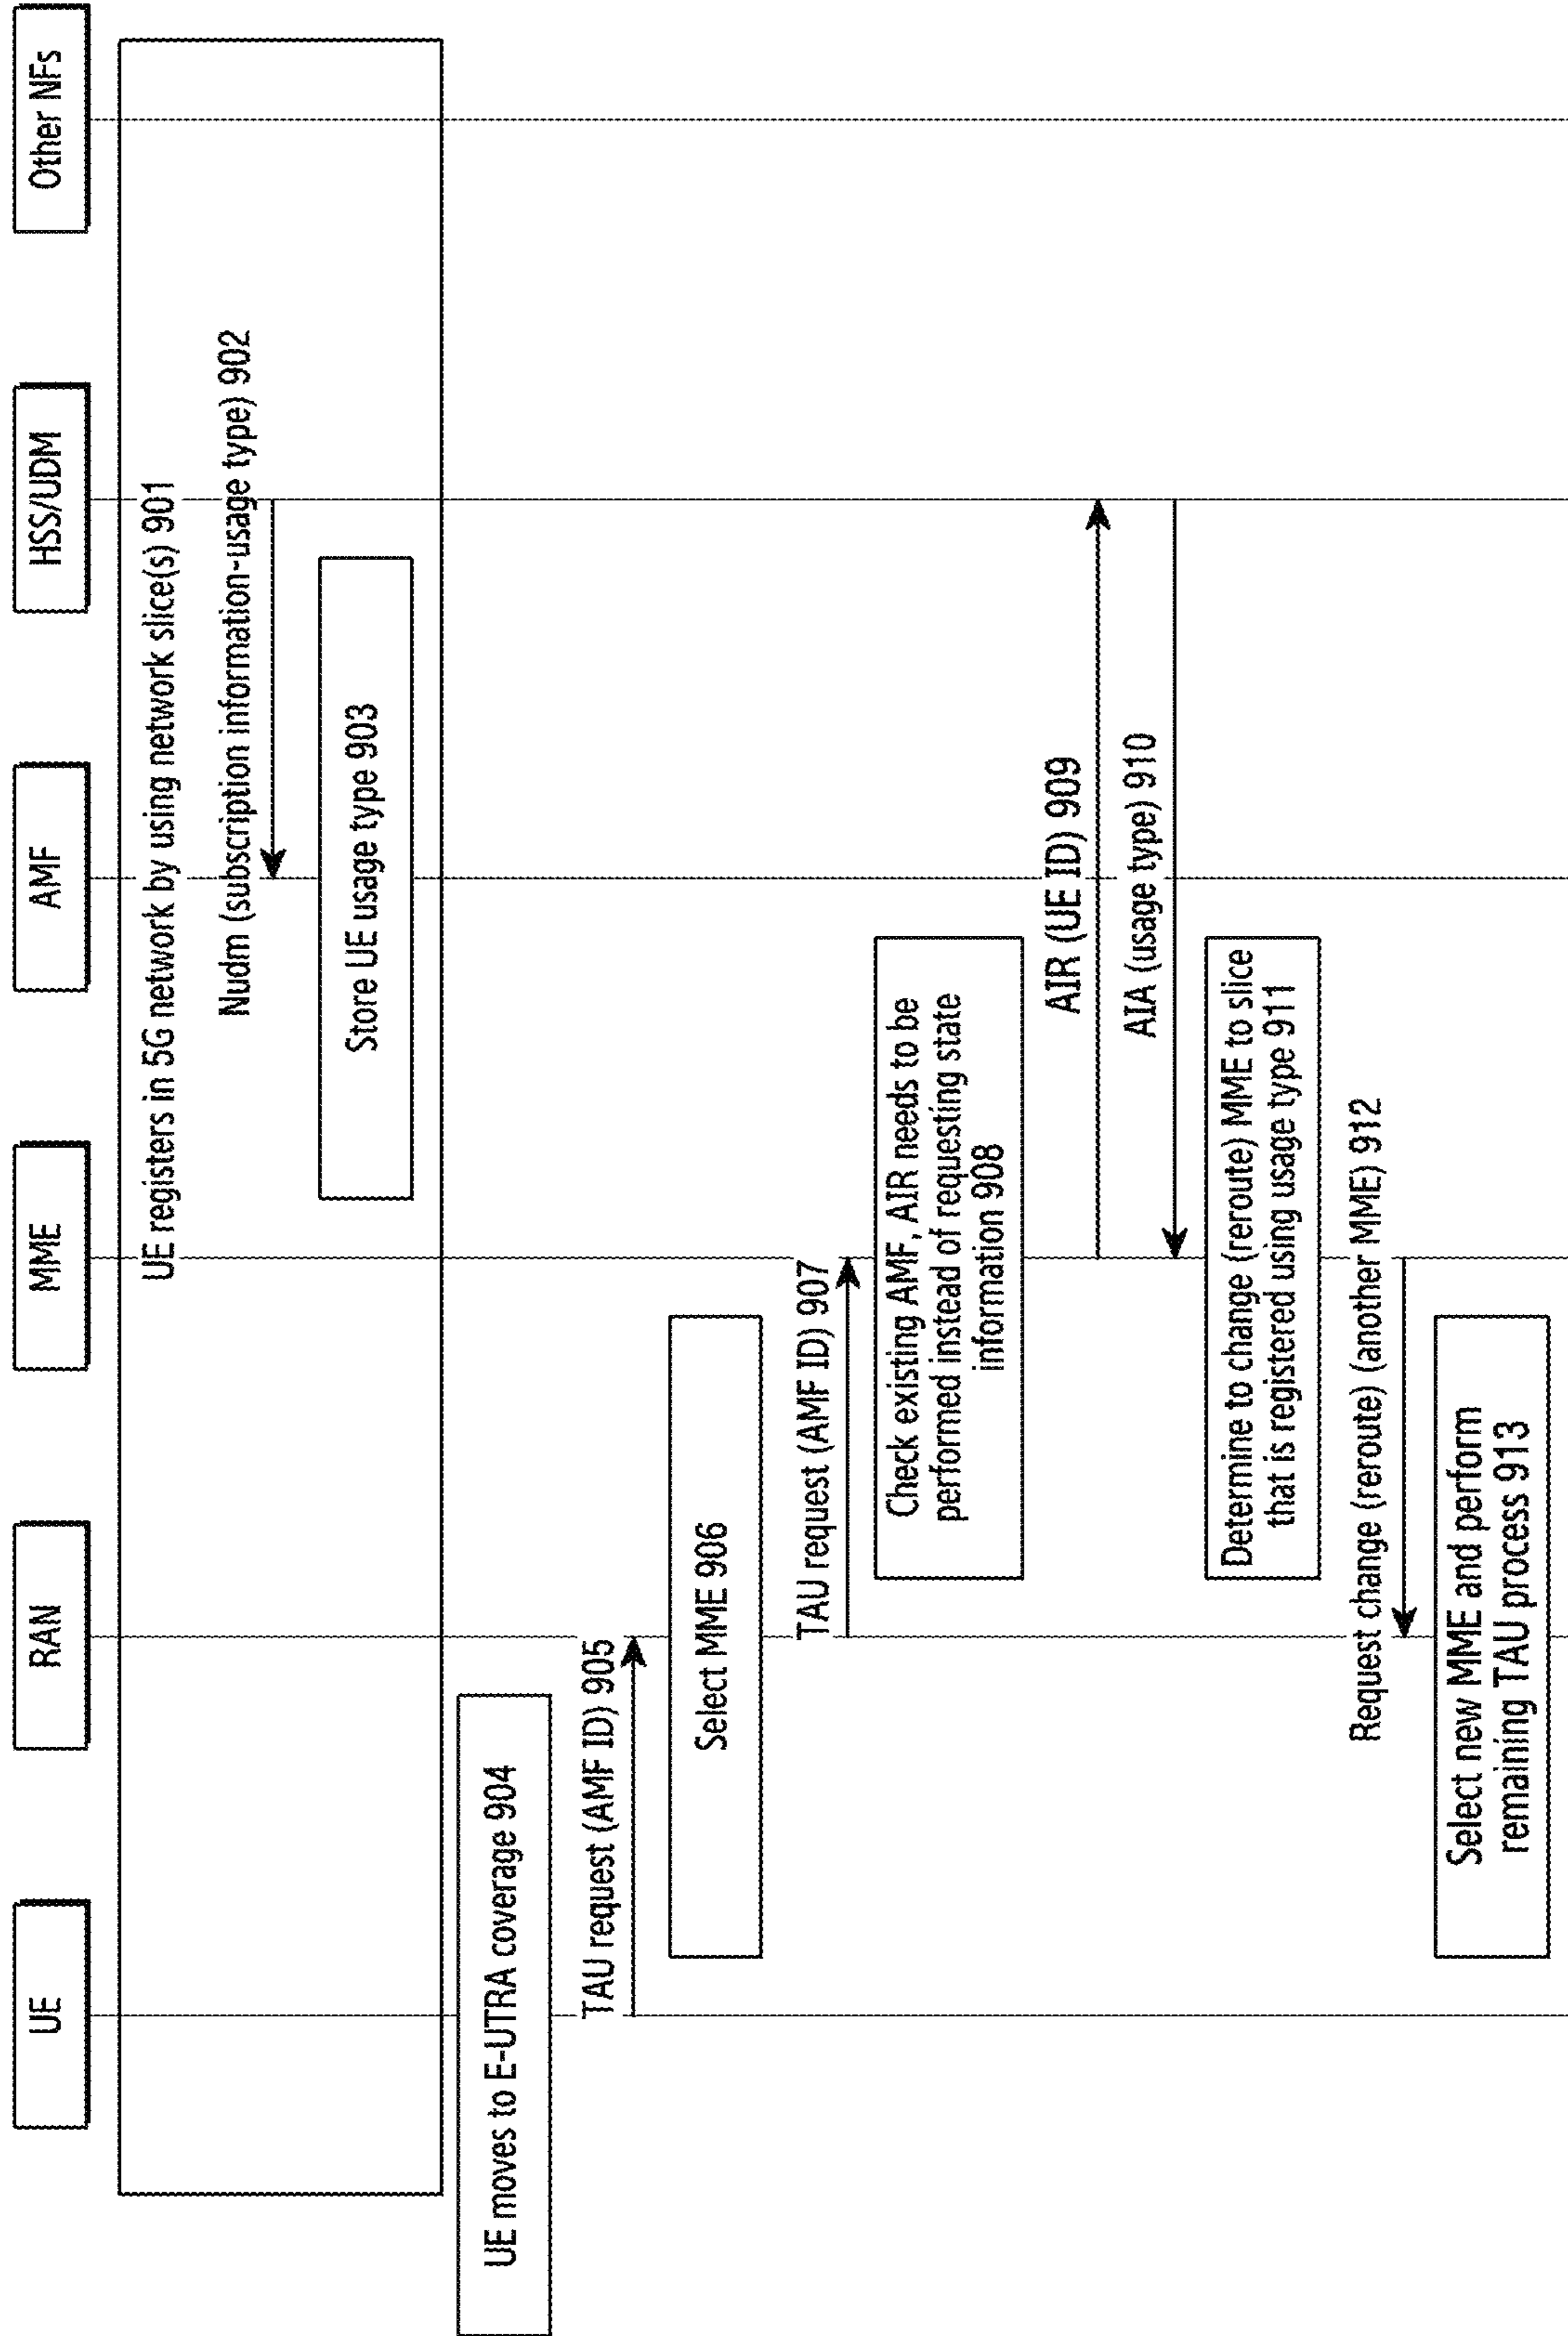 UE
RAN
MME
AMF
HSS/UDM
Other NFs
UE registers in 5G network by using network slice(s) 901
Nudm (subscription information-usage type) 902
Store UE usage type 903
UE moves to E-UTRA coverage 904
TAU request (AMF ID) 905
Select MME 906
TAU request (AMF ID) 907
Check existing AMF, AIR needs to be
performed instead of requesting state
information 908
AIR (UE ID) 909
AIA (usage type) 910
Determine to change (reroute) MME to slice
that is registered using usage type 911
Request change (reroute) (another MME) 912
Select new MME and perform
remaining TAU process 913